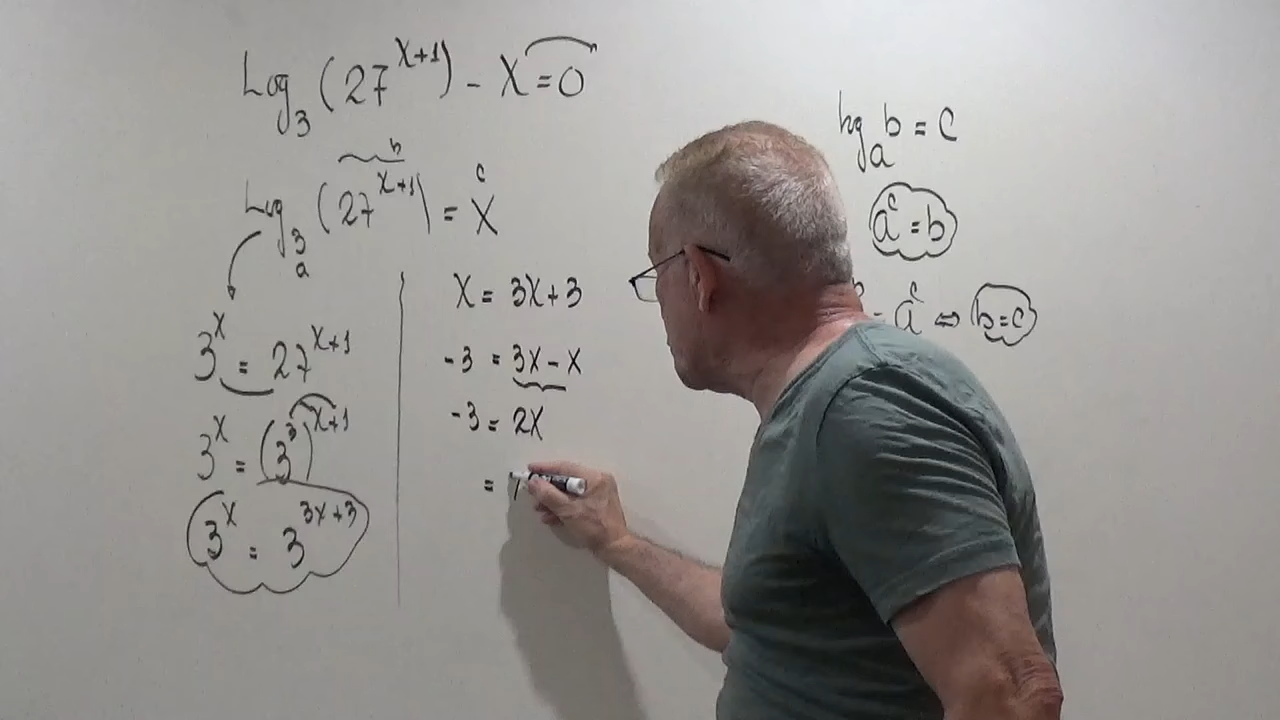 Log₃ (27^(x+1)) - x = 0
b
c
Log₃ (27^(x+1)) = x
a
3^x = 27^(x+1)
3^x = (3^3)^(x+1)
3^x = 3^(3x+3)
x = 3x+3
-3 = 3x - x
-3 = 2x
=
log_a b = c
a^c = b
= a^c ⇔ b=c